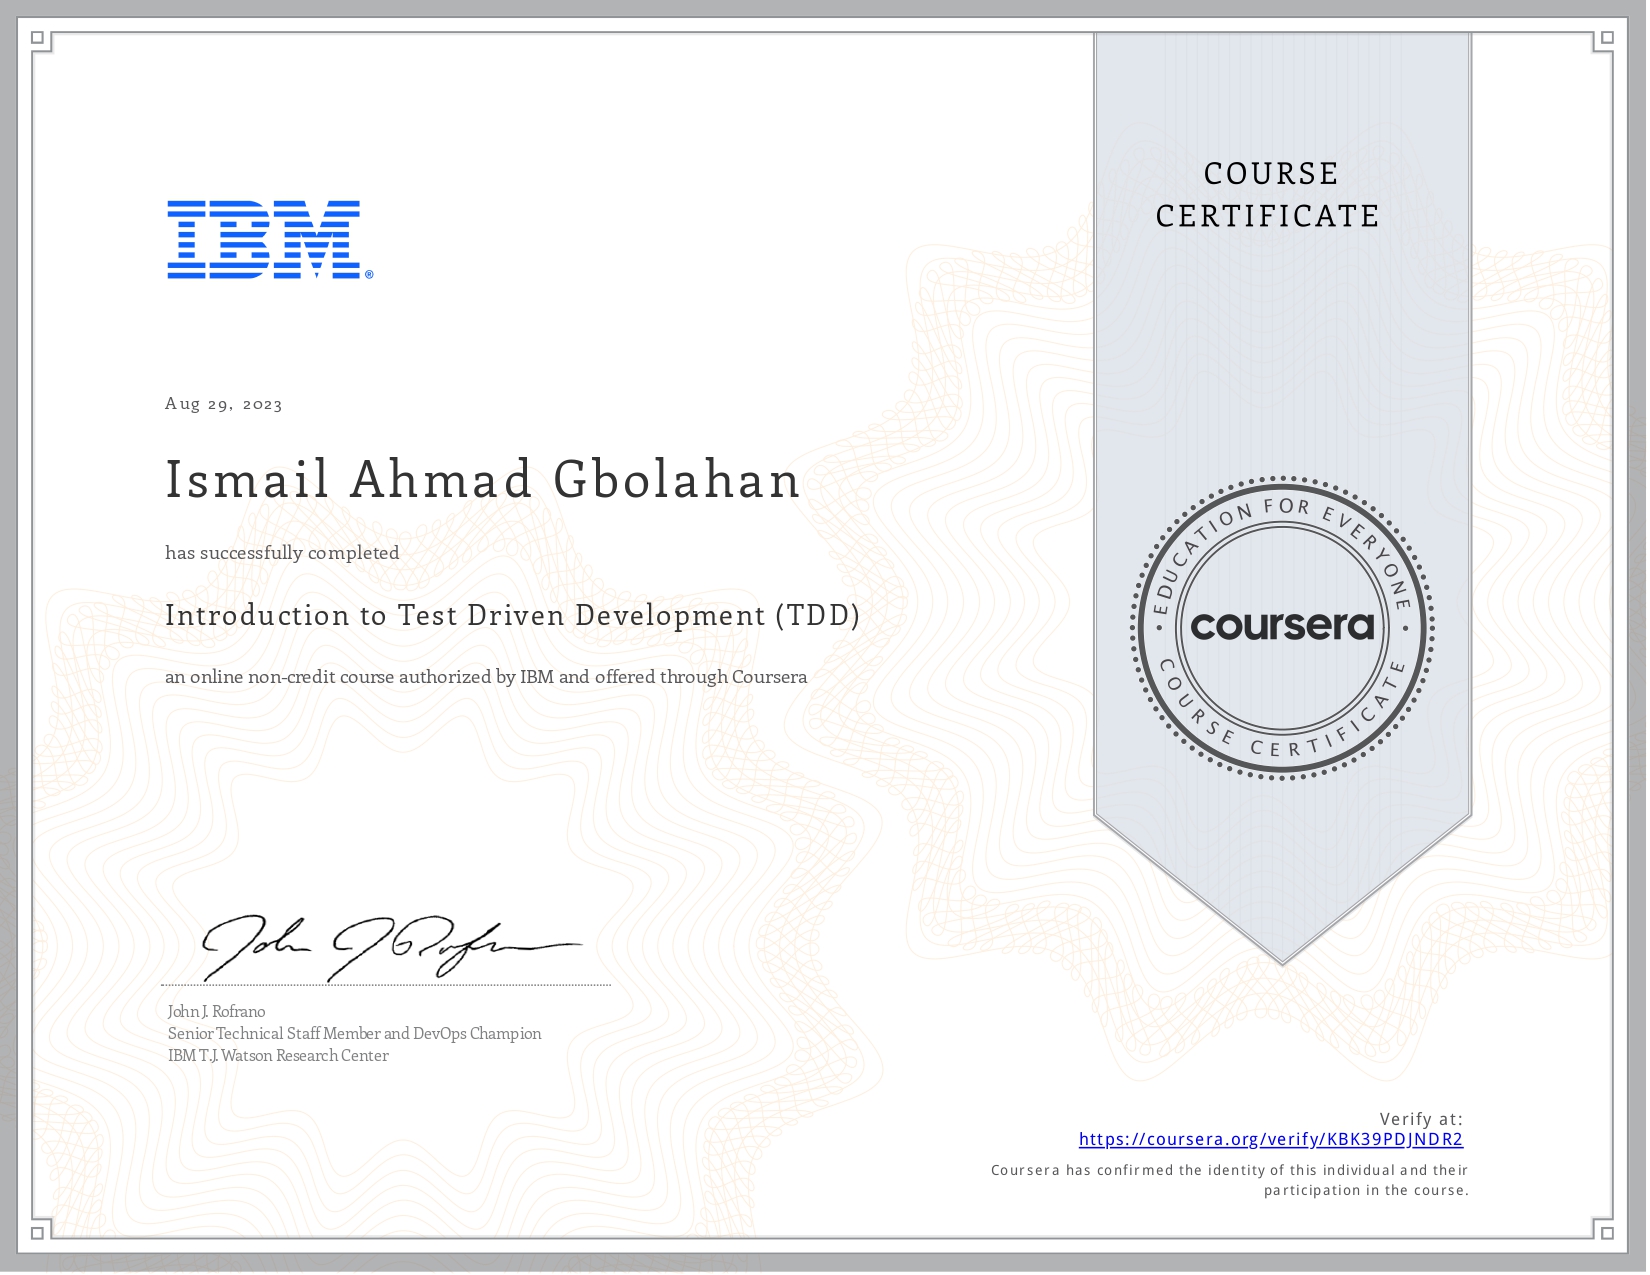 IBM®
COURSE
CERTIFICATE
Aug 29, 2023
Ismail Ahmad Gbolahan
has successfully completed
Introduction to Test Driven Development (TDD)
an online non-credit course authorized by IBM and offered through Coursera
• EDUCATION FOR EVERYONE •
coursera
COURSE CERTIFICATE
John J. Rofrano
John J. Rofrano
Senior Technical Staff Member and DevOps Champion
IBM T.J. Watson Research Center
Verify at:
https://coursera.org/verify/KBK39PDJNDR2
Coursera has confirmed the identity of this individual and their
participation in the course.